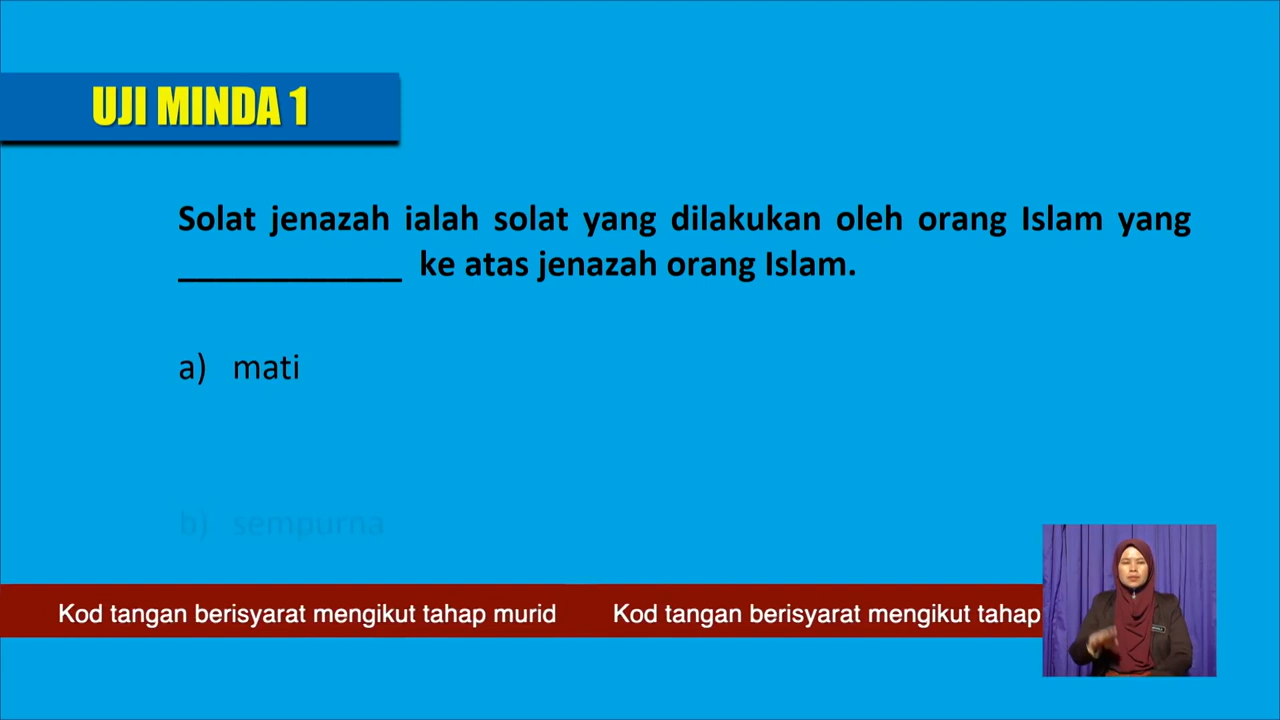 UJI MINDA 1
Solat jenazah ialah solat yang dilakukan oleh orang Islam yang
____________ ke atas jenazah orang Islam.
a) mati
b) sempurna
Kod tangan berisyarat mengikut tahap murid Kod tangan berisyarat mengikut tahap